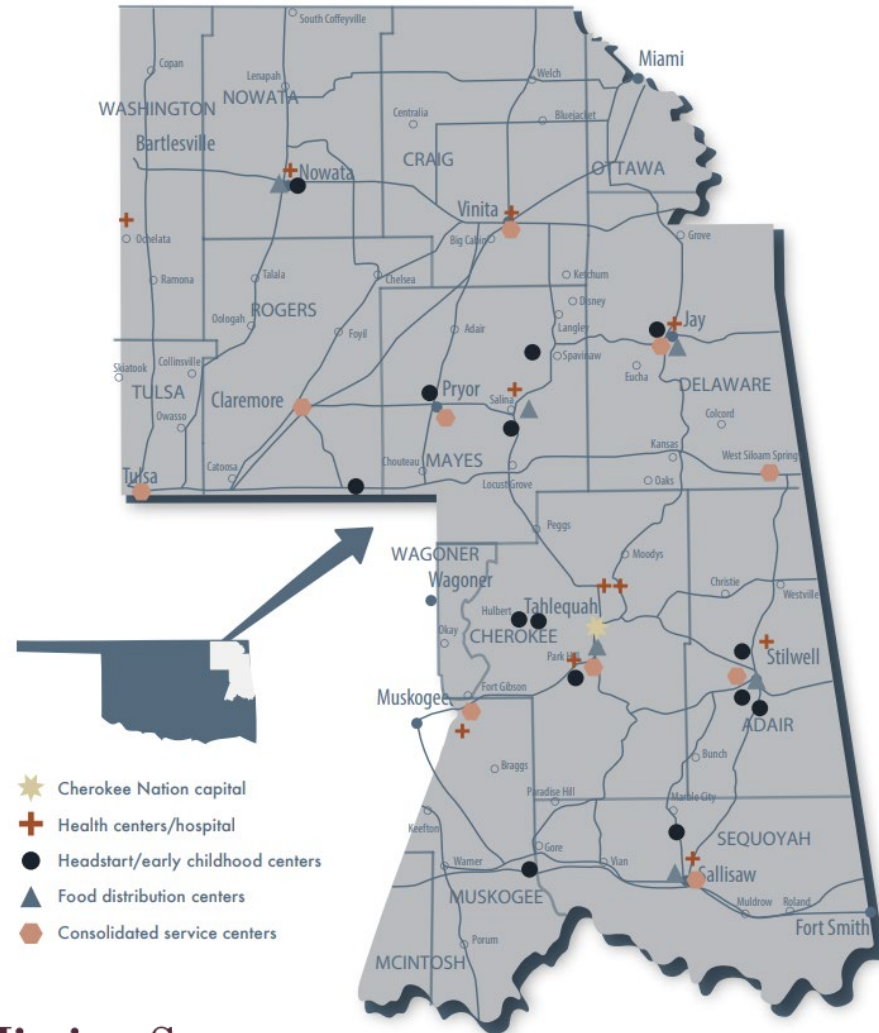 South Coffeyville
Copan
Miami
Lenapah
Welch
NOWATA
WASHINGTON
Centralia
Bluejacket
Bartlesville
CRAIG
OTTAWA
Nowata
Vinita
Ochelata
Big Cabin
Grove
Ramona
Talala
Chelsea
Ketchum
Disney
ROGERS
Langley
Jay
Oologah
Foyil
Adair
Spavinaw
Skiatook
Collinsville
Eucha
TULSA
DELAWARE
Claremore
Pryor
Salina
Owasso
Colcord
Kansas
Catoosa
Chouteau
MAYES
West Siloam Spring
Tulsa
Locust Grove
Oaks
Peggs
WAGONER
Moodys
Wagoner
Christie
Westville
Hulbert
Tahlequah
CHEROKEE
Okay
Park Hill
Stilwell
Fort Gibson
Muskogee
ADAIR
Bunch
Braggs
Paradise Hill
Marble City
Keefton
SEQUOYAH
Gore
Warner
Vian
Sallisaw
MUSKOGEE
Muldrow
Roland
Fort Smith
Porum
MCINTOSH
Cherokee Nation capital
Health centers/hospital
Headstart/early childhood centers
Food distribution centers
Consolidated service centers